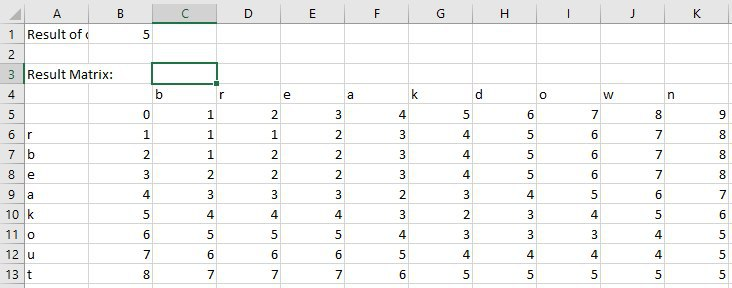 A B C D E F G H I J K
1 Result of 5
2
3 Result Matrix:
4 b r e a k d o w n
5 0 1 2 3 4 5 6 7 8 9
6 r 1 1 1 2 3 4 5 6 7 8
7 b 2 1 2 2 3 4 5 6 7 8
8 e 3 2 2 2 3 4 5 6 7 8
9 a 4 3 3 3 2 3 4 5 6 7
10 k 5 4 4 4 3 2 3 4 5 6
11 o 6 5 5 5 4 3 3 3 4 5
12 u 7 6 6 6 5 4 4 4 4 5
13 t 8 7 7 7 6 5 5 5 5 5